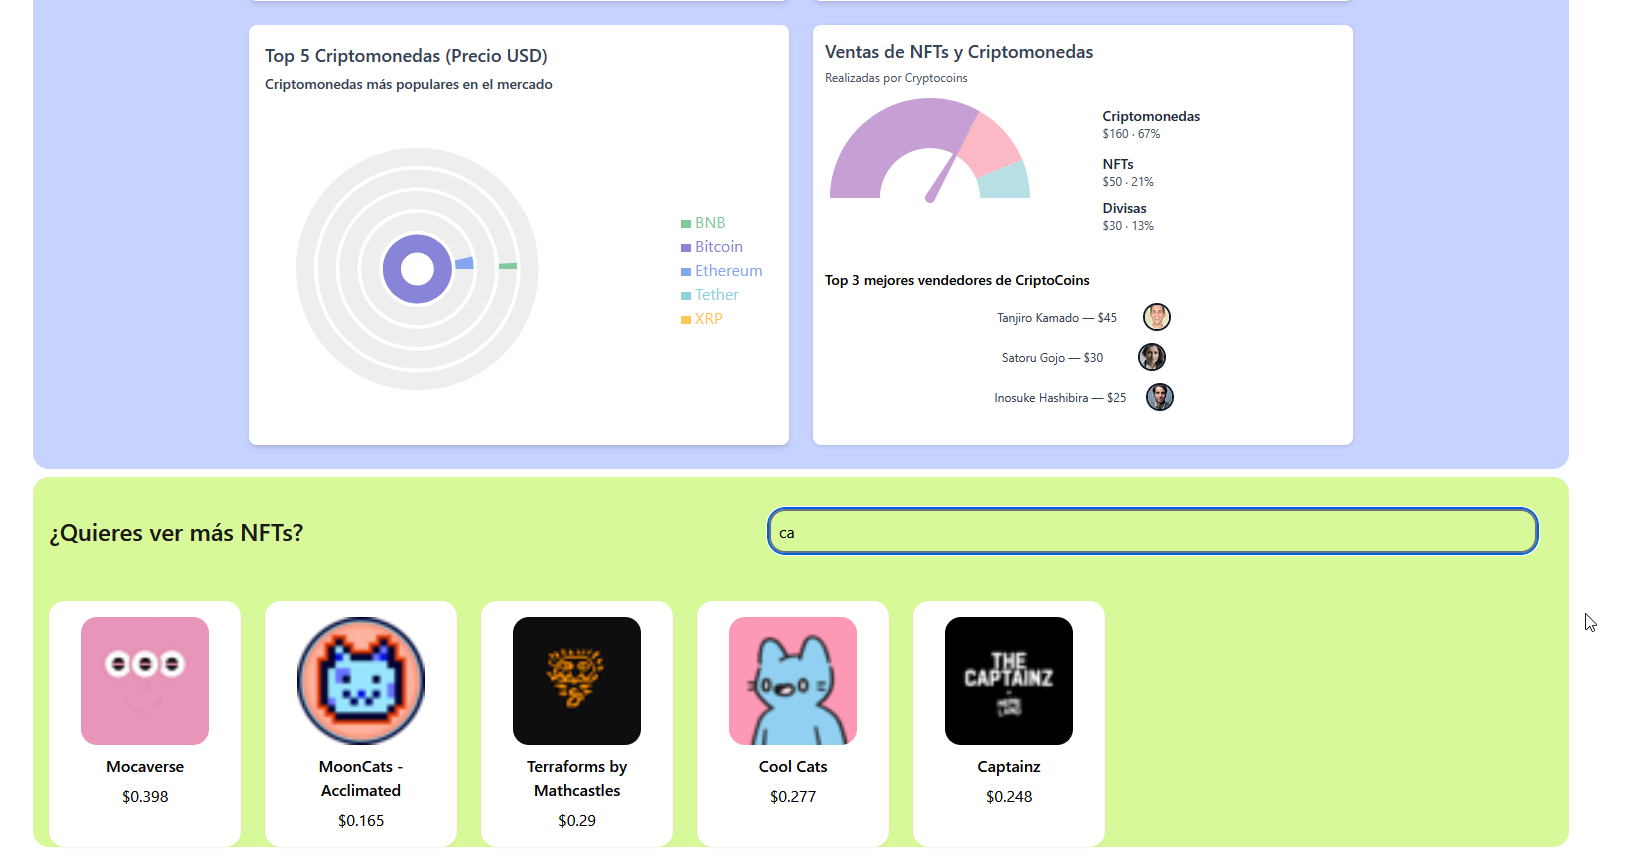 Top 5 Criptomonedas (Precio USD)
Criptomonedas más populares en el mercado
BNB
Bitcoin
Ethereum
Tether
XRP
Ventas de NFTs y Criptomonedas
Realizadas por Cryptocoins
Criptomonedas
$160 · 67%
NFTs
$50 · 21%
Divisas
$30 · 13%
Top 3 mejores vendedores de CriptoCoins
Tanjiro Kamado — $45
Satoru Gojo — $30
Inosuke Hashibira — $25
¿Quieres ver más NFTs?
ca
Mocaverse
$0.398
MoonCats -
Acclimated
$0.165
Terraforms by
Mathcastles
$0.29
Cool Cats
$0.277
THE
CAPTAINZ
Captainz
$0.248